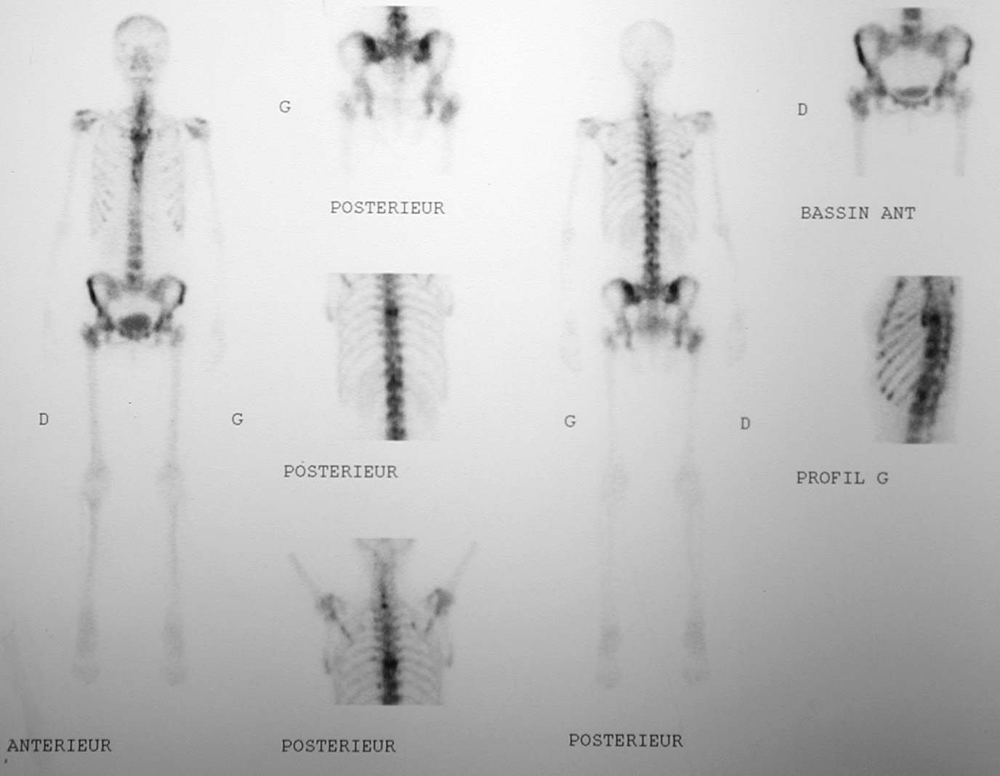 G
D
POSTERIEUR
BASSIN ANT
D
G
G
D
POSTERIEUR
PROFIL G
ANTERIEUR
POSTERIEUR
POSTERIEUR